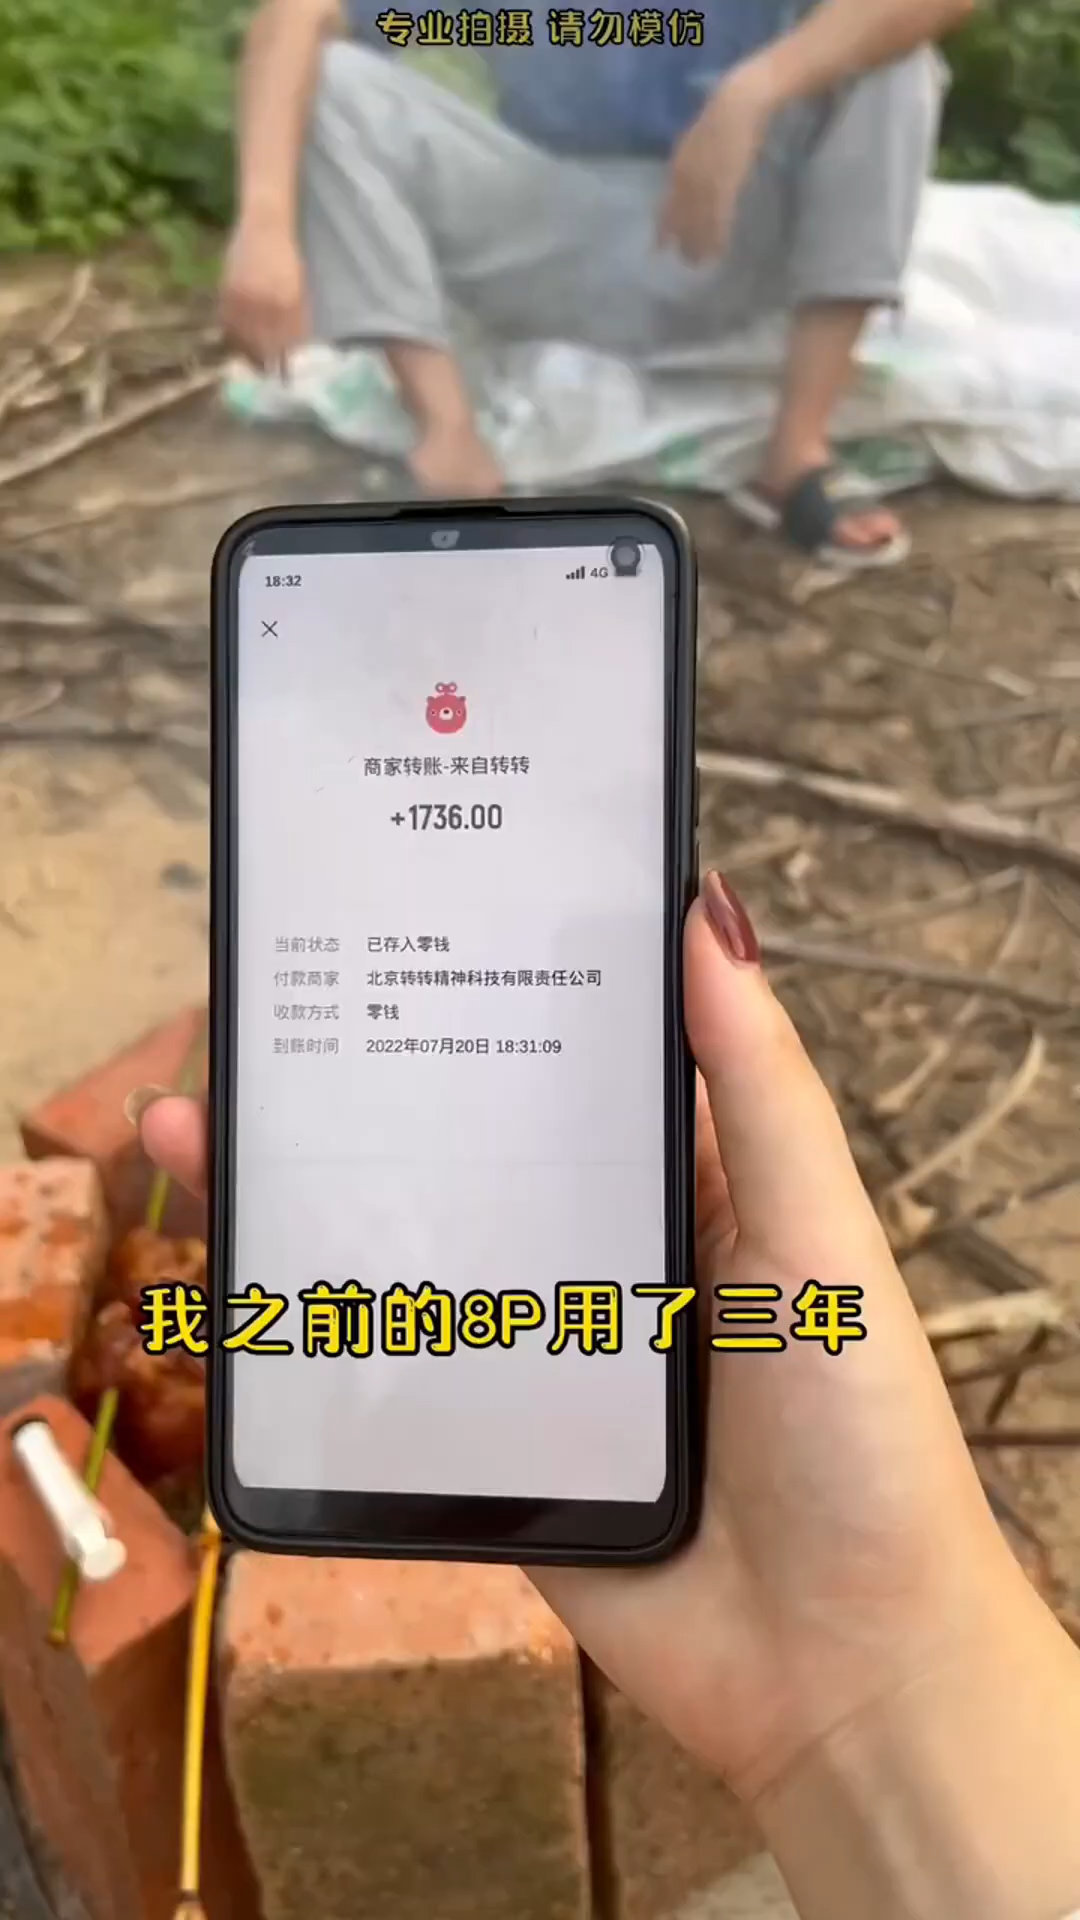 专业拍摄 请勿模仿
18:32
4G
商家转账-来自转转
+1736.00
当前状态 已存入零钱
付款商家 北京转转精神科技有限责任公司
收款方式 零钱
到账时间 2022年07月20日 18:31:09
我之前的8P用了三年